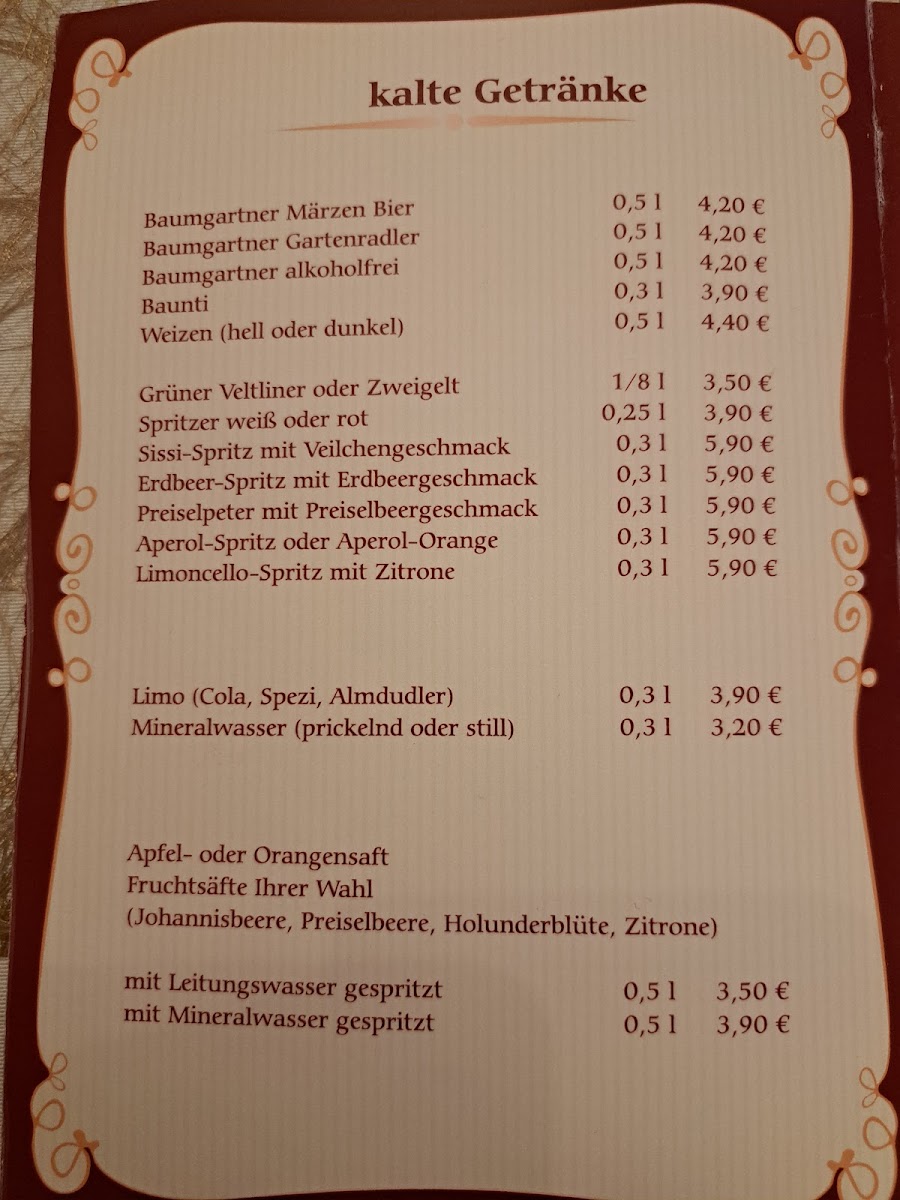 kalte Getränke
Baumgartner Märzen Bier 0,5 l 4,20 €
Baumgartner Gartenradler 0,5 l 4,20 €
Baumgartner alkoholfrei 0,5 l 4,20 €
Baunti 0,3 l 3,90 €
Weizen (hell oder dunkel) 0,5 l 4,40 €
Grüner Veltliner oder Zweigelt 1/8 l 3,50 €
Spritzer weiß oder rot 0,25 l 3,90 €
Sissi-Spritz mit Veilchengeschmack 0,3 l 5,90 €
Erdbeer-Spritz mit Erdbeergeschmack 0,3 l 5,90 €
Preiselpeter mit Preiselbeergeschmack 0,3 l 5,90 €
Aperol-Spritz oder Aperol-Orange 0,3 l 5,90 €
Limoncello-Spritz mit Zitrone 0,3 l 5,90 €
Limo (Cola, Spezi, Almdudler) 0,3 l 3,90 €
Mineralwasser (prickelnd oder still) 0,3 l 3,20 €
Apfel- oder Orangensaft
Fruchtsäfte Ihrer Wahl
(Johannisbeere, Preiselbeere, Holunderblüte, Zitrone)
mit Leitungswasser gespritzt 0,5 l 3,50 €
mit Mineralwasser gespritzt 0,5 l 3,90 €